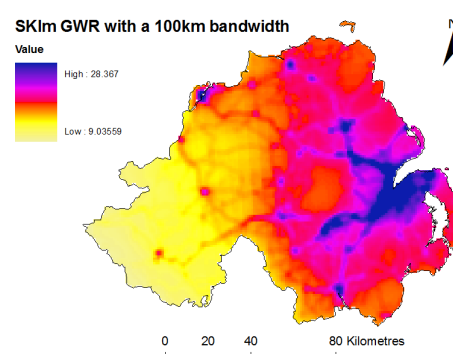 SKlm GWR with a 100km bandwidth
N
Value
High : 28.367
Low : 9.03559
0 20 40 80 Kilometres